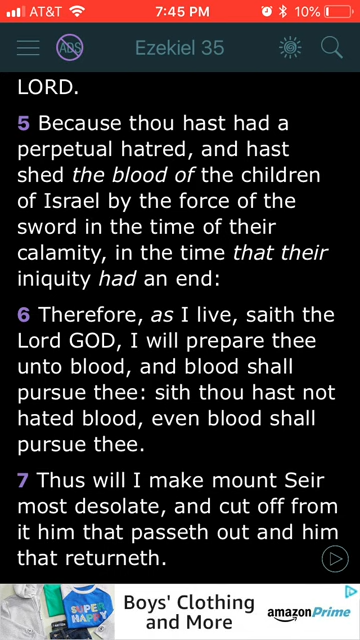 AT&T 7:45 PM 10%
ADS Ezekiel 35
LORD.
5 Because thou hast had a
perpetual hatred, and hast
shed the blood of the children
of Israel by the force of the
sword in the time of their
calamity, in the time that their
iniquity had an end:
6 Therefore, as I live, saith the
Lord GOD, I will prepare thee
unto blood, and blood shall
pursue thee: sith thou hast not
hated blood, even blood shall
pursue thee.
7 Thus will I make mount Seir
most desolate, and cut off from
it him that passeth out and him
that returneth.
SUPER
HAPPY
Boys' Clothing
and More
amazonPrime